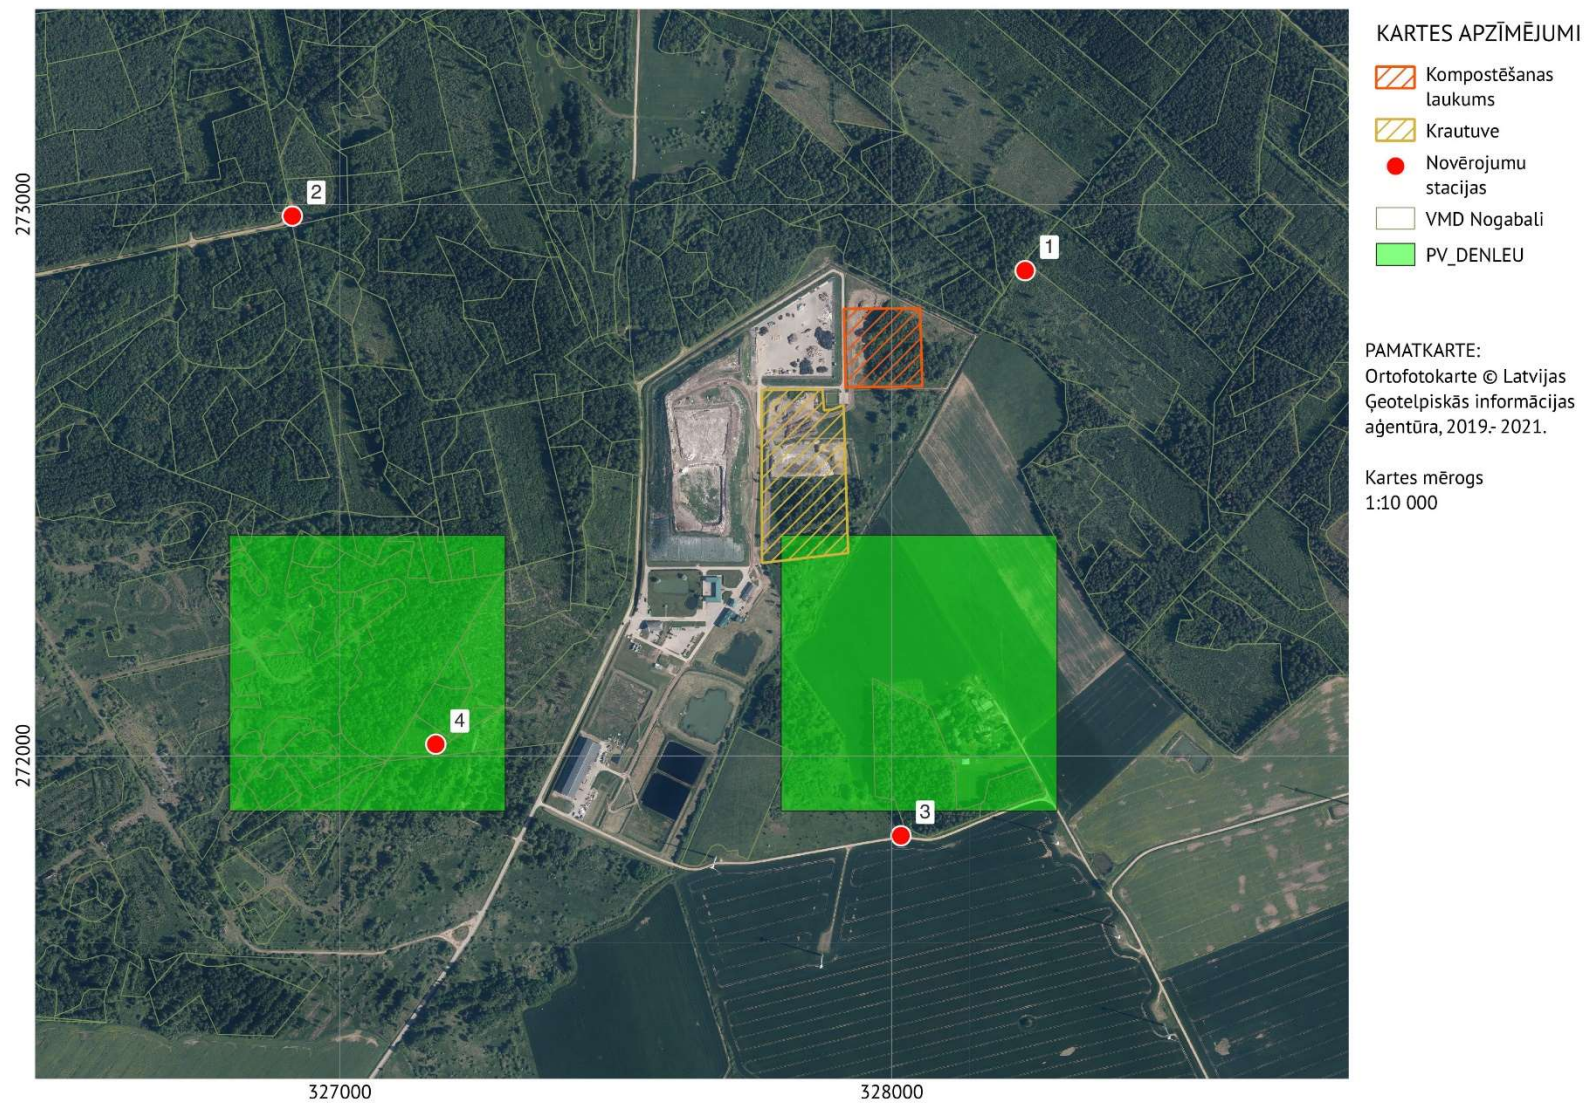 KARTES APZĪMĒJUMI
Kompostēšanas
laukums
Krautuve
Novērojumu
stacijas
VMD Nogabali
PV_DENLEU
PAMATKARTE:
Ortofotokarte © Latvijas
Ģeotelpiskās informācijas
aģentūra, 2019.- 2021.
Kartes mērogs
1:10 000
273000
272000
2
1
4
3
327000
328000